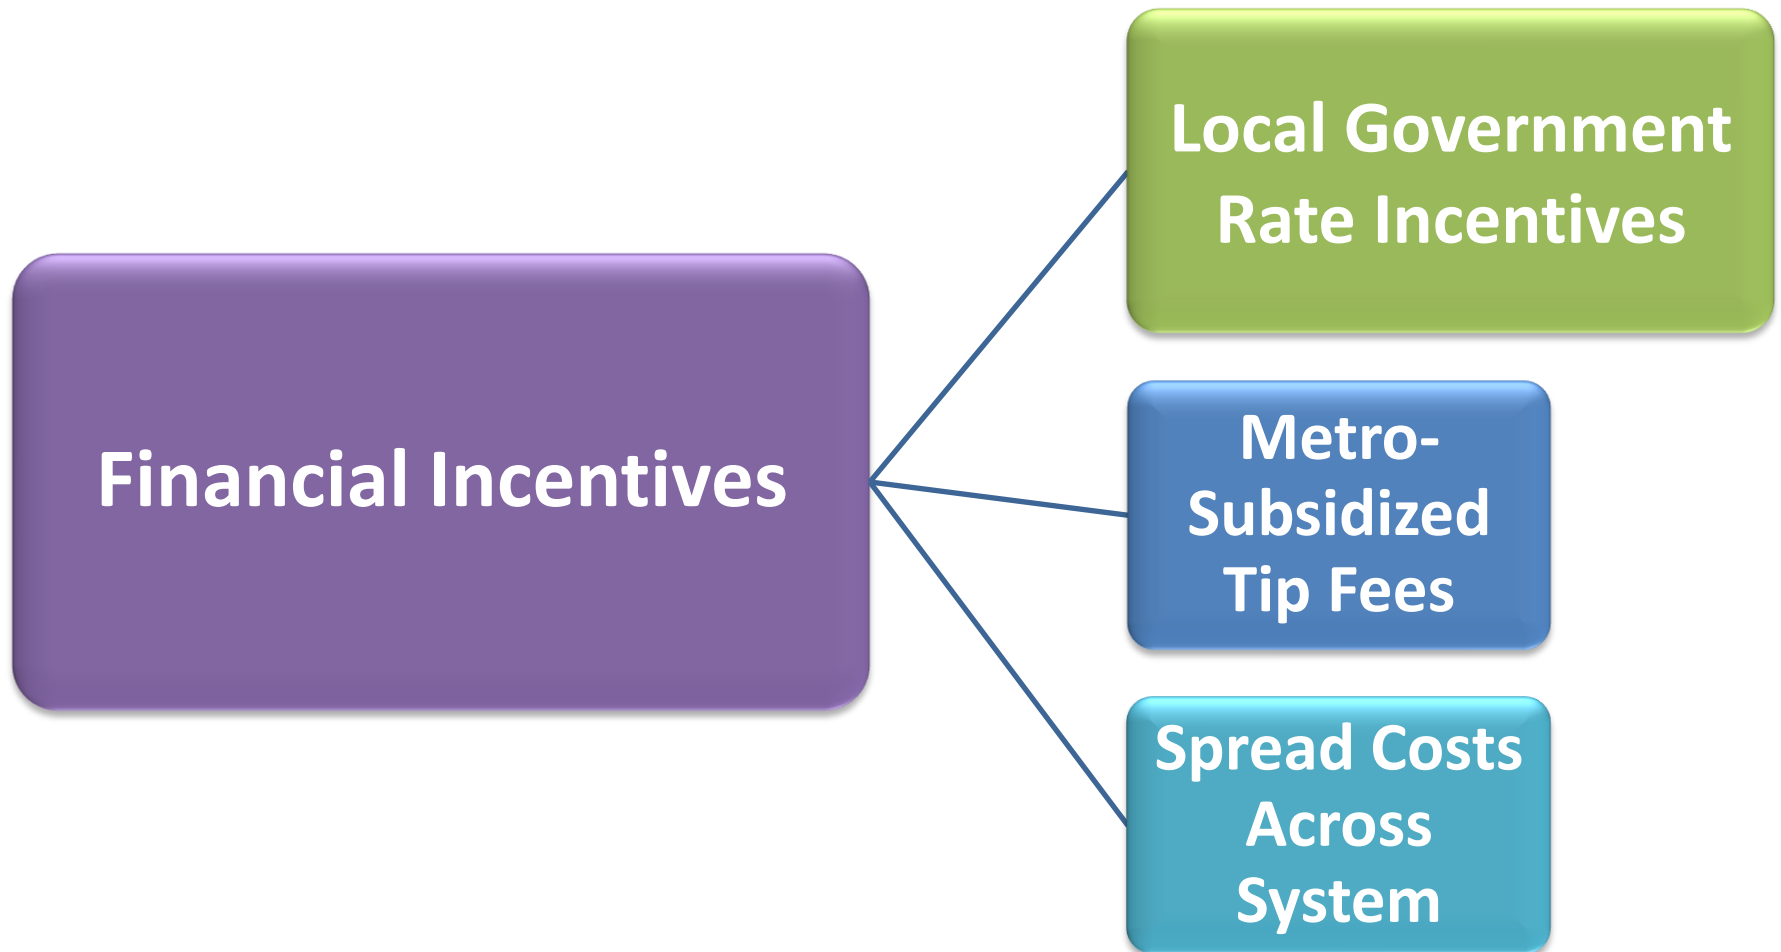 Financial Incentives
Local Government
Rate Incentives
Metro-
Subsidized
Tip Fees
Spread Costs
Across
System